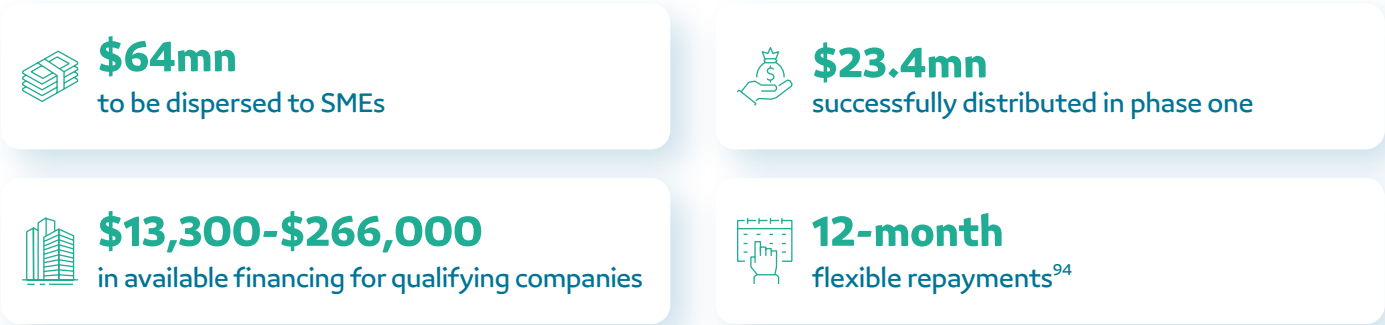 $64mn
to be dispersed to SMEs
$23.4mn
successfully distributed in phase one
$13,300-$266,000
in available financing for qualifying companies
12-month
flexible repayments94